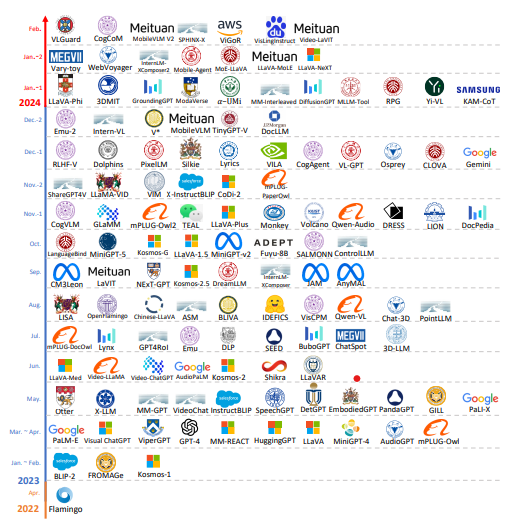 Feb.
Meituan
aws
Meituan
VLGuard CogCoM MobileVLM V2 SPHINX-X ViGoR VisLingInstruct Video-LaVIT
Jan.-2
MEGVII
Meituan
Vary-toy WebVoyager InternLM-XComposer2 Mobile-Agent MoE-LLaVA LLaVA-MoLE LLaVA-NeXT
Jan.-1
2024
Yi
SAMSUNG
LLaVA-Phi 3DMIT GroundingGPT ModaVerse α-UMi MM-Interleaved DiffusionGPT MLLM-Tool RPG Yi-VL KAM-CoT
Dec.-2
Meituan
J.P.Morgan
Emu-2 Intern-VL V* MobileVLM TinyGPT-V DocLLM
Dec.-1
Google
RLHF-V Dolphins PixelLM Silkie Lyrics VILA CogAgent VL-GPT Osprey CLOVA Gemini
Nov.-2
salesforce
ShareGPT4V LLaMA-VID VIM X-InstructBLIP CoDi-2 mPLUG-PaperOwl
Nov.-1
CogVLM GLaMM mPLUG-Owl2 TEAL LLaVA-Plus Monkey Volcano Qwen-Audio DRESS LION DocPedia
Oct.
ADEPT
LanguageBind MiniGPT-5 Kosmos-G LLaVA-1.5 MiniGPT-v2 Fuyu-8B SALMONN ControlLLM
Sep.
Meituan
CM3Leon LaVIT NExT-GPT Kosmos-2.5 DreamLLM InternLM-XComposer JAM AnyMAL
Aug.
LISA OpenFlamingo Chinese-LLaVA ASM BLIVA IDEFICS VisCPM Qwen-VL Chat-3D PointLLM
Jul.
MEGVII
mPLUG-DocOwl Lynx GPT4RoI Emu DLP SEED BuboGPT ChatSpot 3D-LLM
Jun.
Google
LLaVA-Med Video-LLaMA Video-ChatGPT AudioPaLM Kosmos-2 Shikra LLaVAR
May.
salesforce
Google
Otter X-LLM MM-GPT VideoChat InstructBLIP SpeechGPT DetGPT EmbodiedGPT PandaGPT GILL PaLI-X
Mar. ~ Apr.
Google
PaLM-E Visual ChatGPT ViperGPT GPT-4 MM-REACT HuggingGPT LLaVA MiniGPT-4 AudioGPT mPLUG-Owl
Jan. ~ Feb.
salesforce
BLIP-2 FROMAGe Kosmos-1
2023
Apr.
2022
Flamingo